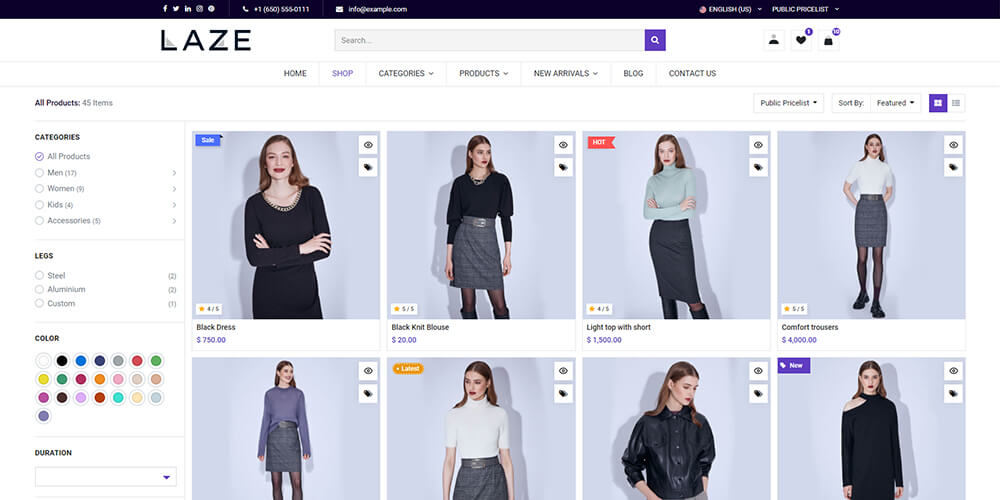 +1 (650) 555-0111
info@example.com
ENGLISH (US)
PUBLIC PRICELIST
LAZE
Search...
1
10
HOME
SHOP
CATEGORIES
PRODUCTS
NEW ARRIVALS
BLOG
CONTACT US
All Products: 45 Items
Public Pricelist
Sort By:
Featured
CATEGORIES
All Products
Men (17)
Women (9)
Kids (4)
Accessories (5)
LEGS
Steel (2)
Aluminium (2)
Custom (1)
COLOR
DURATION
Sale
4 / 5
Black Dress
$ 750.00
5 / 5
Black Knit Blouse
$ 20.00
HOT
4 / 5
Light top with short
$ 1,500.00
5 / 5
Comfort trousers
$ 4,000.00
Latest
New